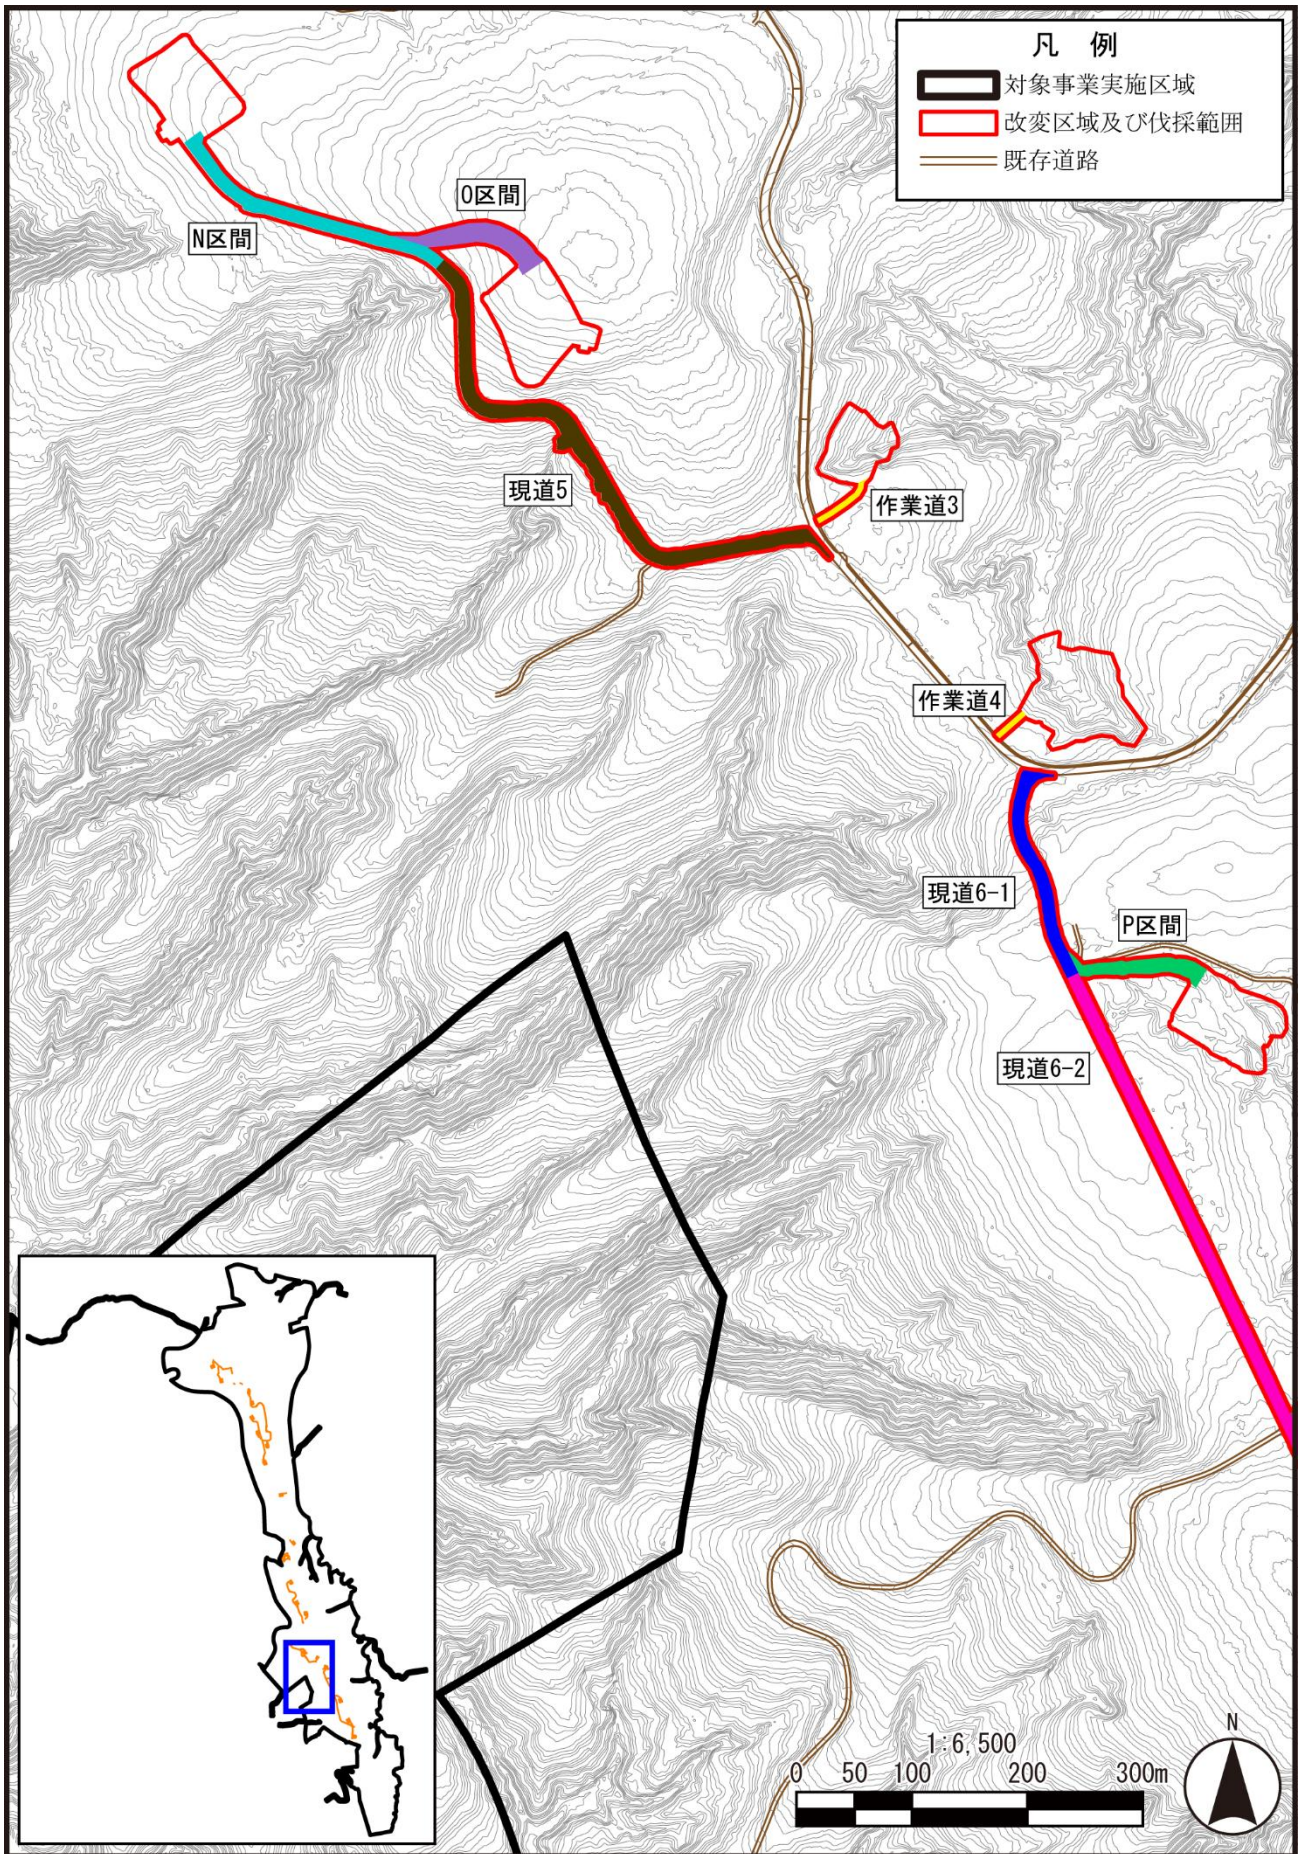 凡 例
対象事業実施区域
改変区域及び伐採範囲
既存道路
O区間
N区間
現道5
作業道3
作業道4
現道6-1
P区間
現道6-2
1:6,500
0 50 100 200 300m
N